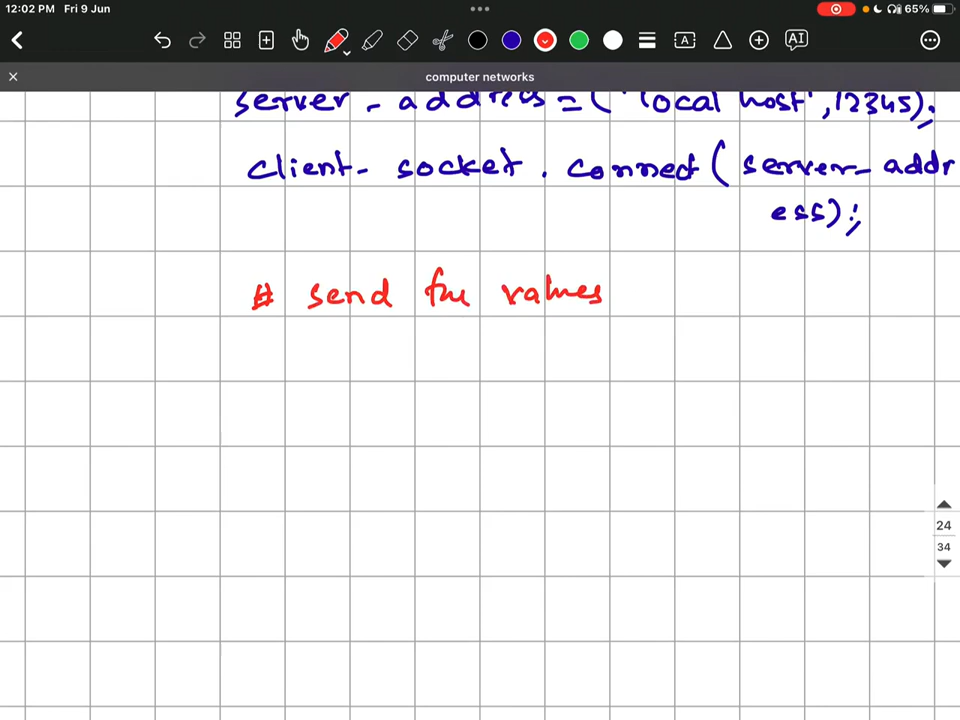 12:02 PM Fri 9 Jun
65%
A
AI
computer networks
server_address = ( "local host", 12345);
client_socket.connect( server_addr
ess);
# send the values
24
34